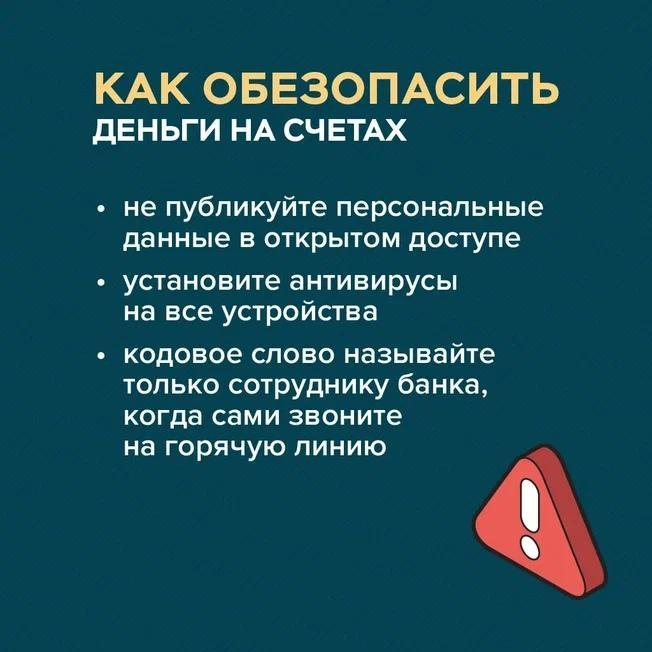 КАК ОБЕЗОПАСИТЬ
ДЕНЬГИ НА СЧЕТАХ
• не публикуйте персональные
данные в открытом доступе
• установите антивирусы
на все устройства
• кодовое слово называйте
только сотруднику банка,
когда сами звоните
на горячую линию